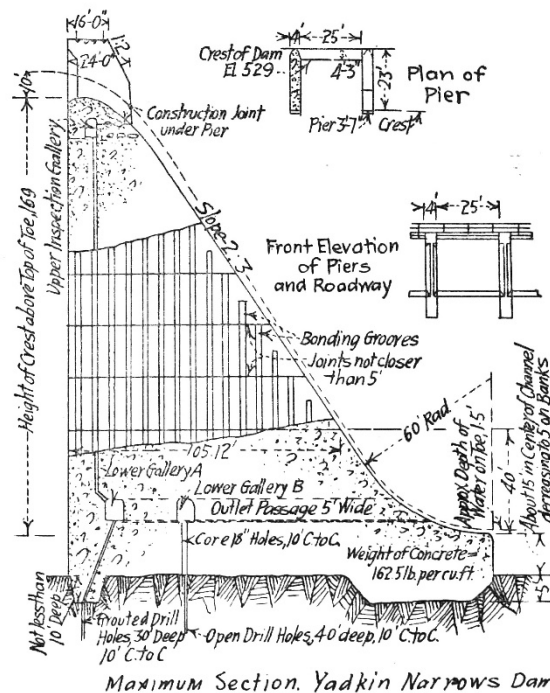 16'-0"
1:2
24'-0"
40'
Construction Joint
under Pier
Upper Inspection Gallery
Height of Crest above Top of Toe, 169
Slope 2:3
4' 25'
Crest of Dam
El. 529
4'-3"
23'
Pier 3'-7"
Crest
Plan of
Pier
4' 25'
Front Elevation
of Piers
and Roadway
Bonding Grooves
Joints not closer
than 5'
60' Rad
105.12'
Approx. Depth of
Water on Toe, 15'
40'
About 15 in Center of Channel
Decreasing to 5 on Banks
Lower Gallery A
Lower Gallery B
Outlet Passage 5' Wide
Core 18" Holes, 10' C. to C.
Weight of Concrete=
162.5 lb. per cu. ft.
5'
Not less than
10' Deep
Grouted Drill
Holes, 30' Deep
10' C. to C
Open Drill Holes, 40 deep, 10' C. to C.
Maximum Section. Yadkin Narrows Dam